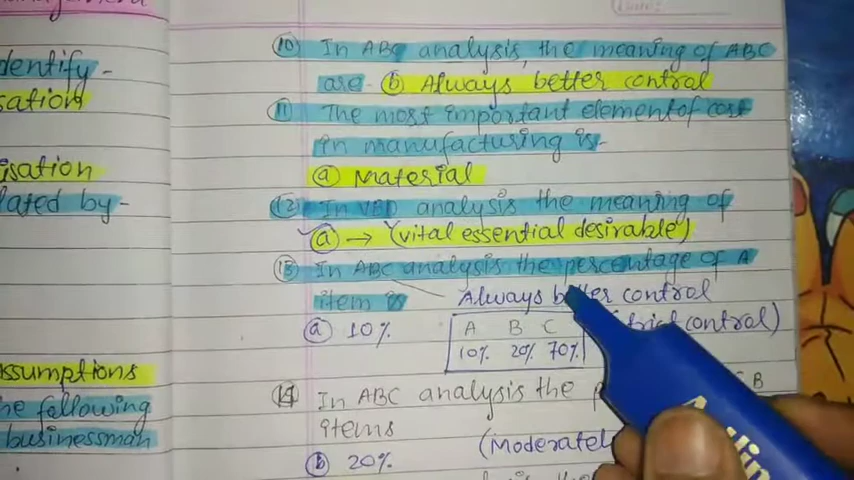 dentify -
sation
isation
lated by -
Assumptions
he following
businessman
(10) In ABC analysis, the meaning of ABC
are (b) Always better control
(11) The most important element of cost
in manufacturing is -
(a) Material
(12) In VED analysis the meaning of
(a) → (vital essential desirable)
(13) In ABC analysis the percentage of A
item is Always better control
(a) 10% A B C control)
10% 20% 70%
(14) In ABC analysis the B
items
(b) 20% (Moderatel